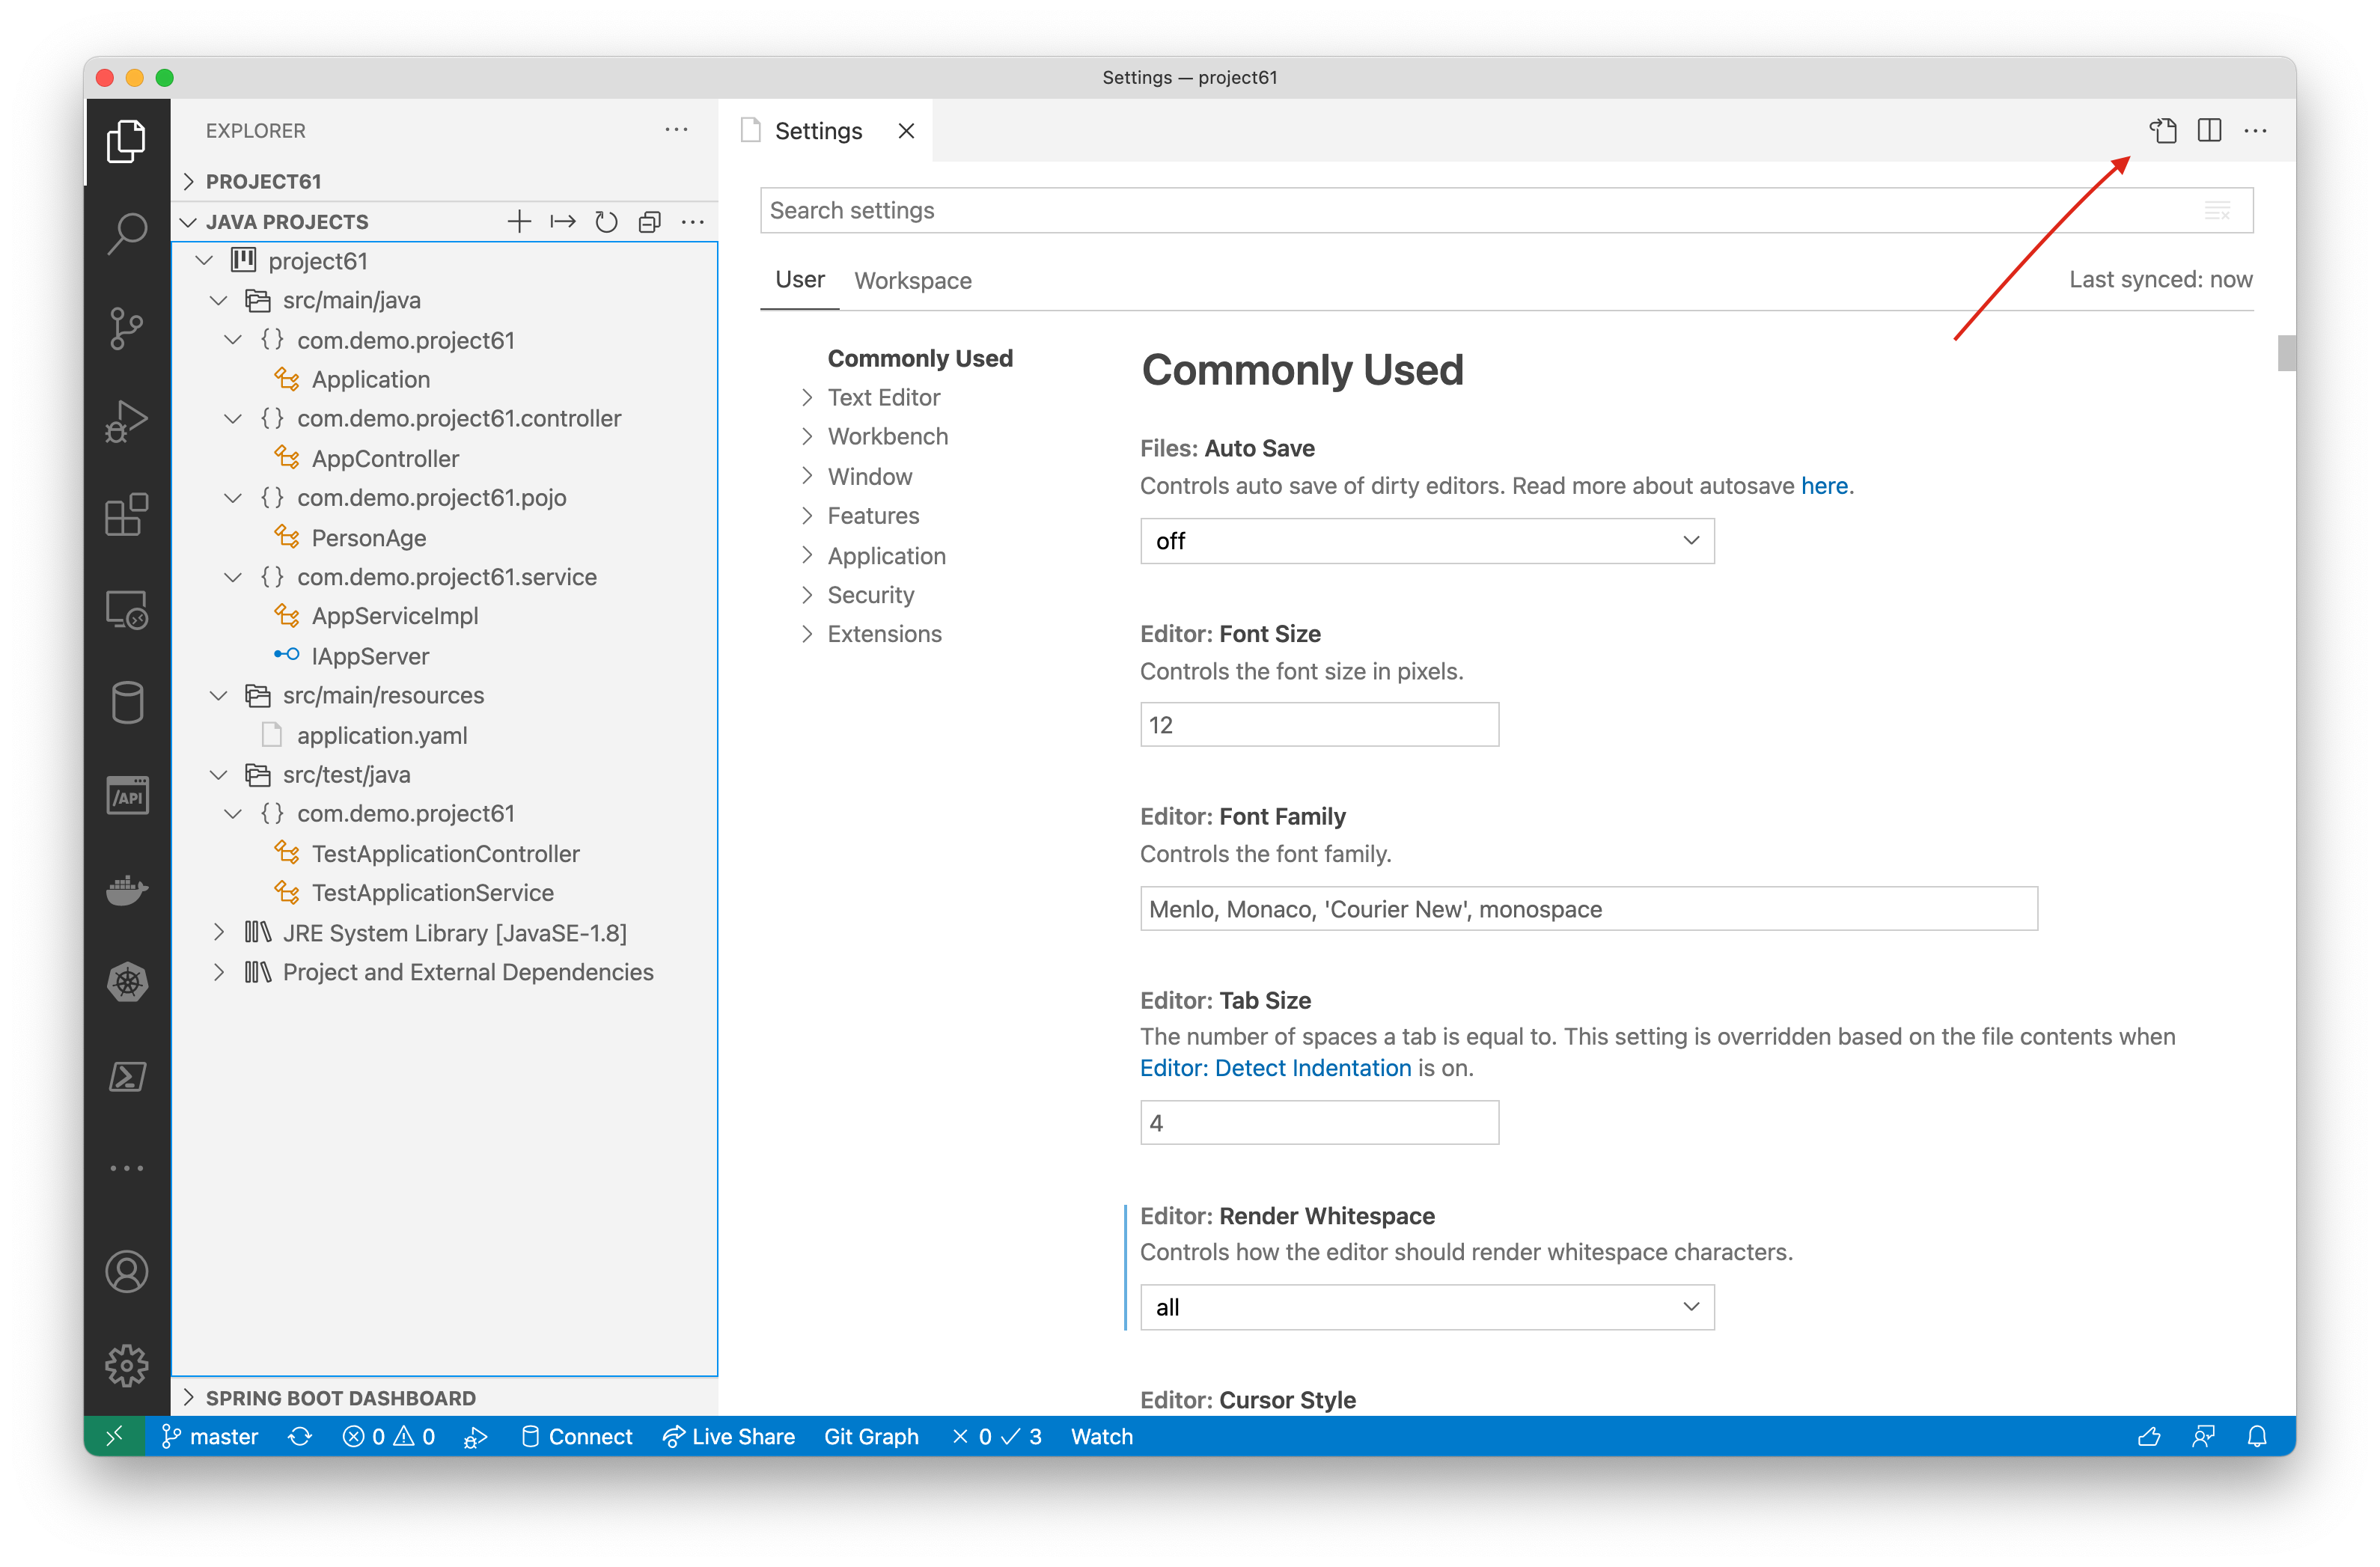 Settings — project61
EXPLORER
PROJECT61
JAVA PROJECTS
project61
src/main/java
{} com.demo.project61
Application
{} com.demo.project61.controller
AppController
{} com.demo.project61.pojo
PersonAge
{} com.demo.project61.service
AppServiceImpl
IAppServer
src/main/resources
application.yaml
src/test/java
{} com.demo.project61
TestApplicationController
TestApplicationService
JRE System Library [JavaSE-1.8]
Project and External Dependencies
SPRING BOOT DASHBOARD
/API
Settings
Search settings
User Workspace
Last synced: now
Commonly Used
Text Editor
Workbench
Window
Features
Application
Security
Extensions
Commonly Used
Files: Auto Save
Controls auto save of dirty editors. Read more about autosave here.
off
Editor: Font Size
Controls the font size in pixels.
12
Editor: Font Family
Controls the font family.
Menlo, Monaco, 'Courier New', monospace
Editor: Tab Size
The number of spaces a tab is equal to. This setting is overridden based on the file contents when
Editor: Detect Indentation is on.
4
Editor: Render Whitespace
Controls how the editor should render whitespace characters.
all
Editor: Cursor Style
master 0 0 Connect Live Share Git Graph 0 3 Watch